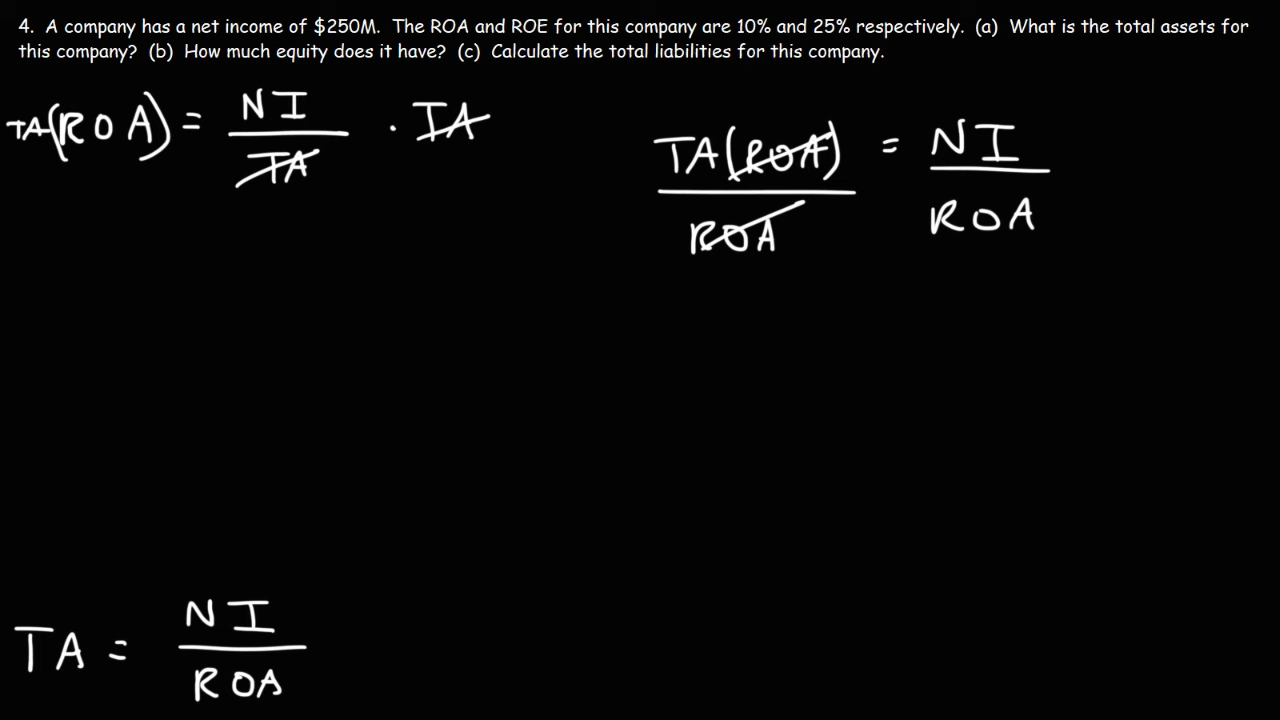 4. A company has a net income of $250M. The ROA and ROE for this company are 10% and 25% respectively. (a) What is the total assets for
this company? (b) How much equity does it have? (c) Calculate the total liabilities for this company.
TA(ROA) = NI / TA · TA
TA(ROA) / ROA = NI / ROA
TA = NI / ROA